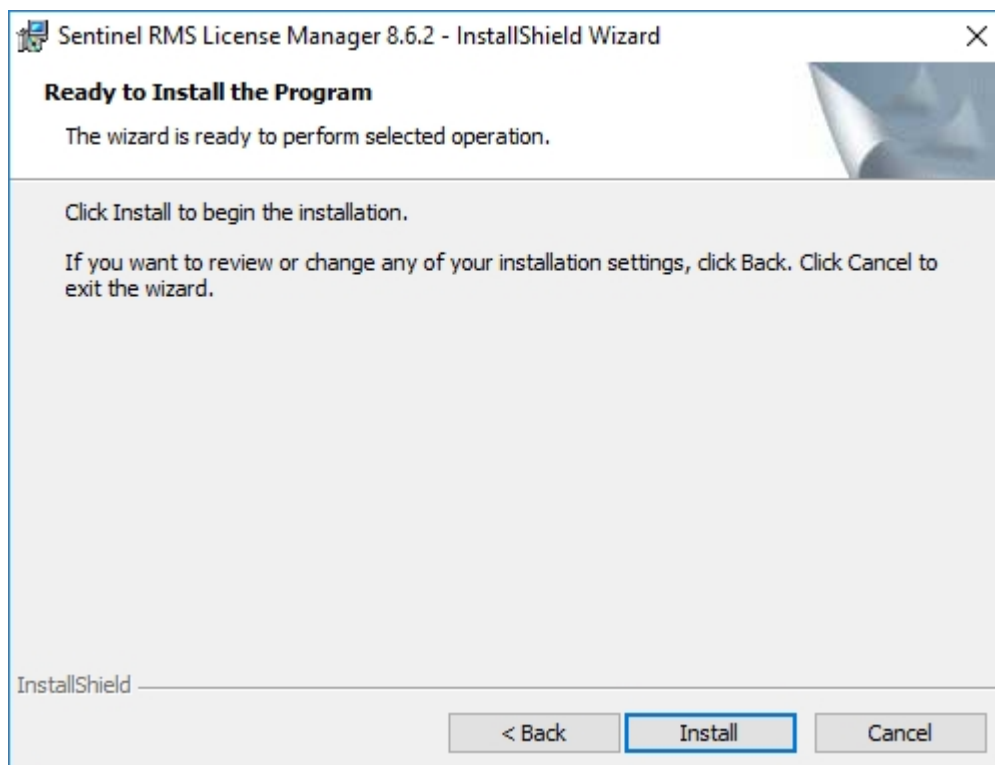 Sentinel RMS License Manager 8.6.2 - InstallShield Wizard
Ready to Install the Program
The wizard is ready to perform selected operation.
Click Install to begin the installation.
If you want to review or change any of your installation settings, click Back. Click Cancel to
exit the wizard.
InstallShield
< Back
Install
Cancel